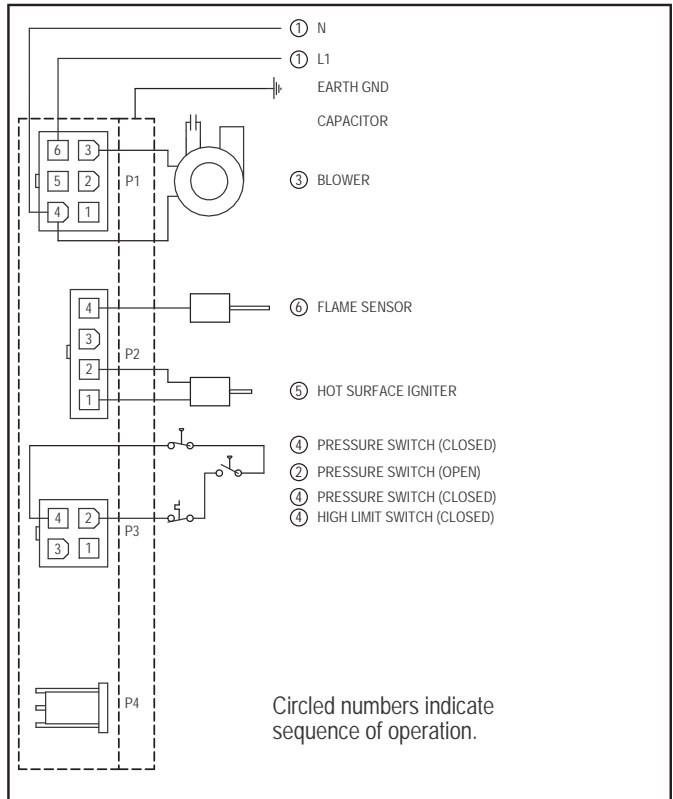 ① N
① L1
EARTH GND
CAPACITOR
6 3
5 2 P1
③ BLOWER
4 1
4
⑥ FLAME SENSOR
3
P2
2
1
⑤ HOT SURFACE IGNITER
④ PRESSURE SWITCH (CLOSED)
② PRESSURE SWITCH (OPEN)
④ PRESSURE SWITCH (CLOSED)
④ HIGH LIMIT SWITCH (CLOSED)
4 2
P3
3 1
P4
Circled numbers indicate
sequence of operation.